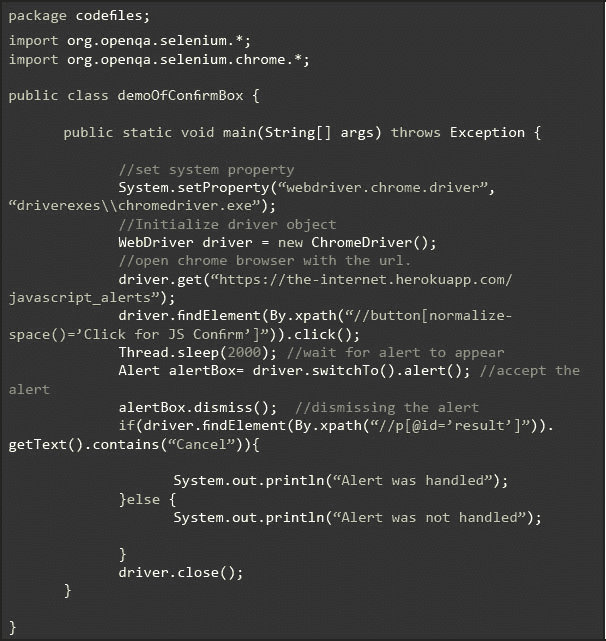 package codefiles;
import org.openqa.selenium.*;
import org.openqa.selenium.chrome.*;
public class demoOfConfirmBox {
public static void main(String[] args) throws Exception {
//set system property
System.setProperty(“webdriver.chrome.driver”,
“driverexes\\chromedriver.exe”);
//Initialize driver object
WebDriver driver = new ChromeDriver();
//open chrome browser with the url.
driver.get(“https://the-internet.herokuapp.com/
javascript_alerts”);
driver.findElement(By.xpath(“//button[normalize-
space()=’Click for JS Confirm’]”)).click();
Thread.sleep(2000); //wait for alert to appear
Alert alertBox= driver.switchTo().alert(); //accept the
alert
alertBox.dismiss();  //dismissing the alert
if(driver.findElement(By.xpath(“//p[@id=’result’]”)).
getText().contains(“Cancel”)){
System.out.println(“Alert was handled”);
}else {
System.out.println(“Alert was not handled”);
}
driver.close();
}
}